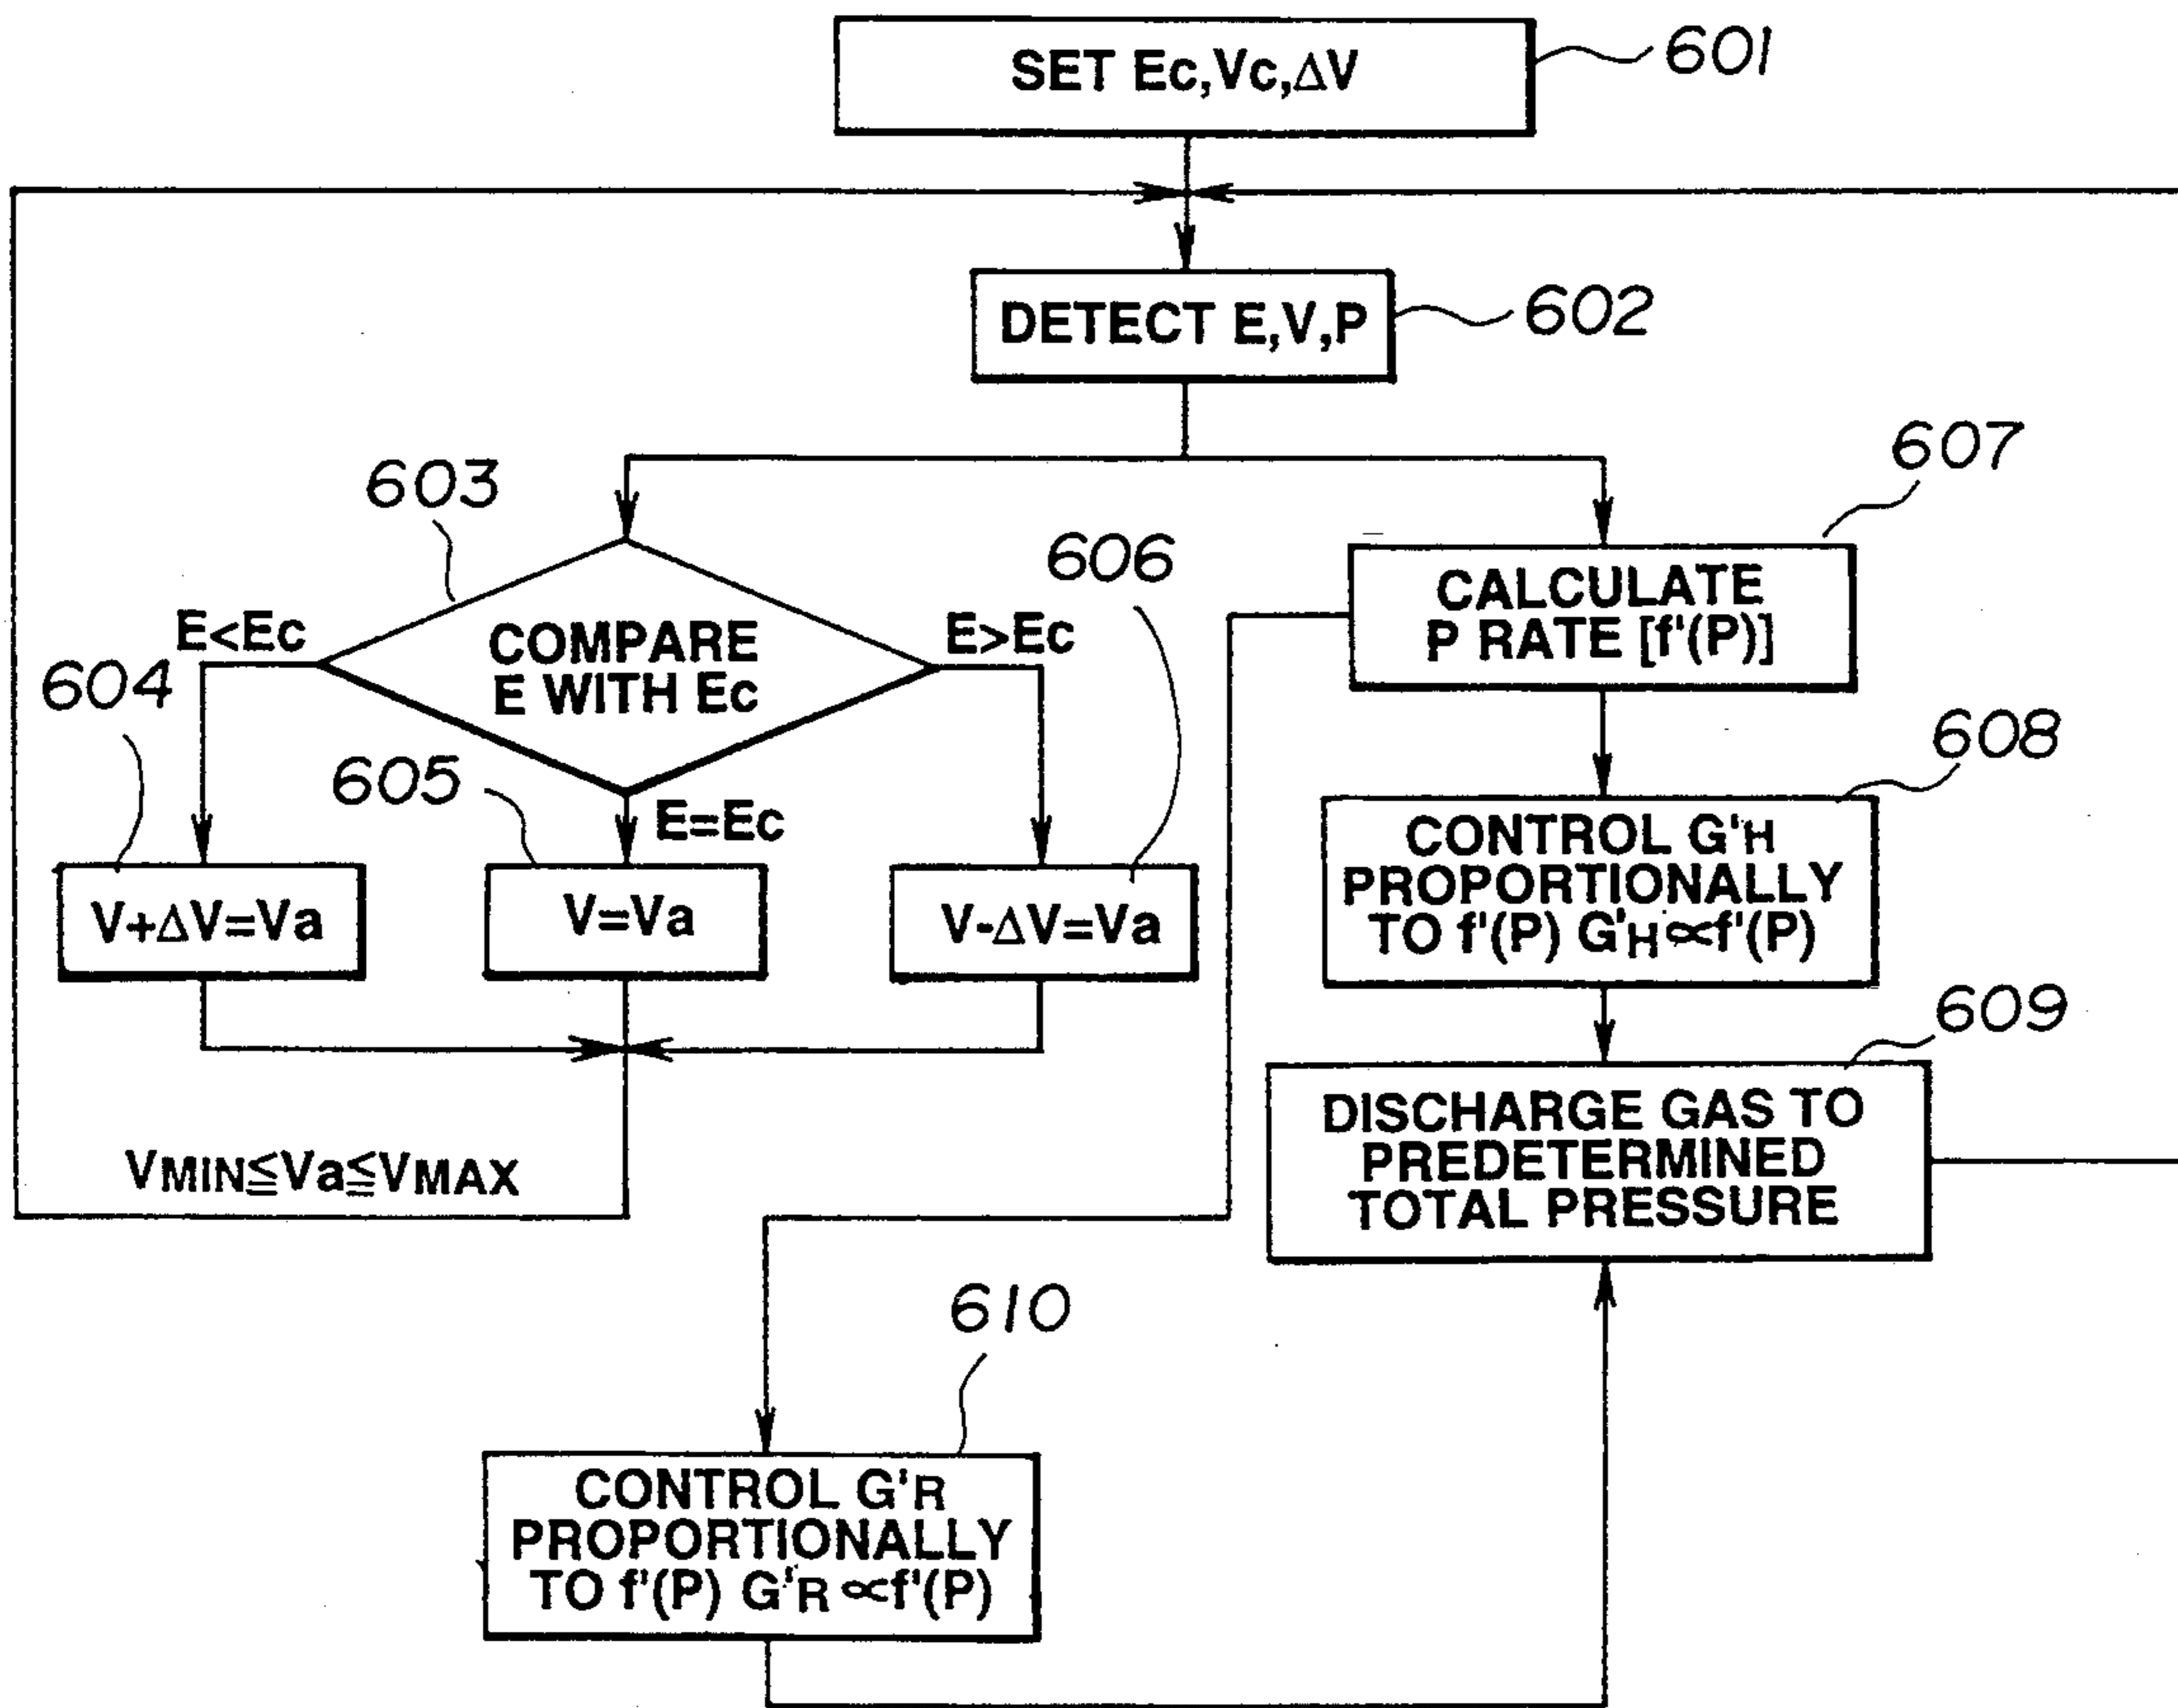 SET Ec,Vc,ΔV
601
DETECT E,V,P
602
603
COMPARE
E WITH Ec
E<Ec
E=Ec
E>Ec
604
V+ΔV=Va
605
V=Va
606
V-ΔV=Va
VMIN≦Va≦VMAX
607
CALCULATE
P RATE [f'(P)]
608
CONTROL G'H
PROPORTIONALLY
TO f'(P) G'H∝f'(P)
609
DISCHARGE GAS TO
PREDETERMINED
TOTAL PRESSURE
610
CONTROL G'R
PROPORTIONALLY
TO f'(P) G'R∝f'(P)